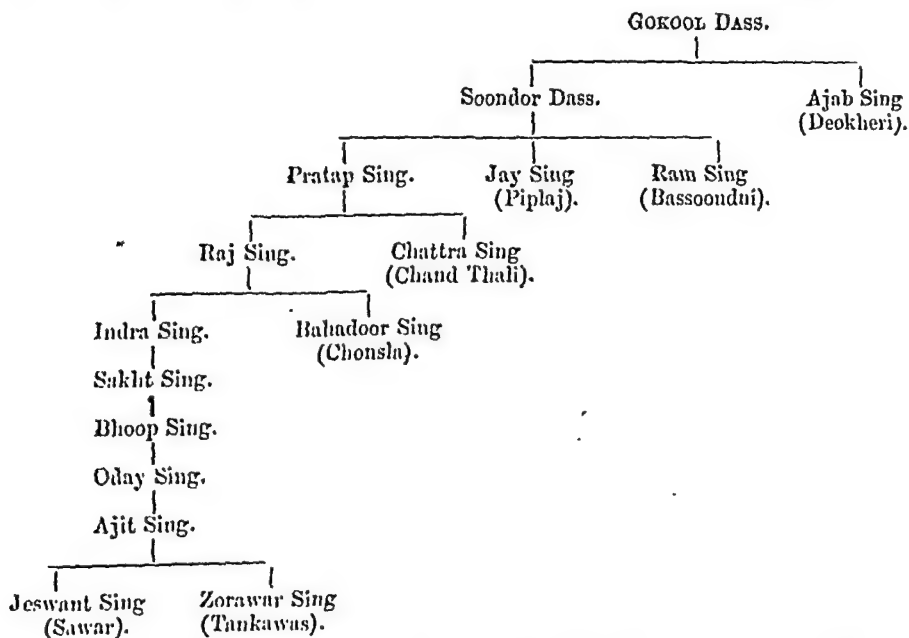 GOKOOL DASS.
Soondor Dass. Ajab Sing
(Deokheri).
Pratap Sing. Jay Sing Ram Sing
(Piplaj). (Bassoondni).
Raj Sing. Chattra Sing
(Chand Thali).
Indra Sing. Bahadoor Sing
(Chonsla).
Sakht Sing.
Bhoop Sing.
Oday Sing.
Ajit Sing.
Jeswant Sing Zorawar Sing
(Sawar). (Tankawas).